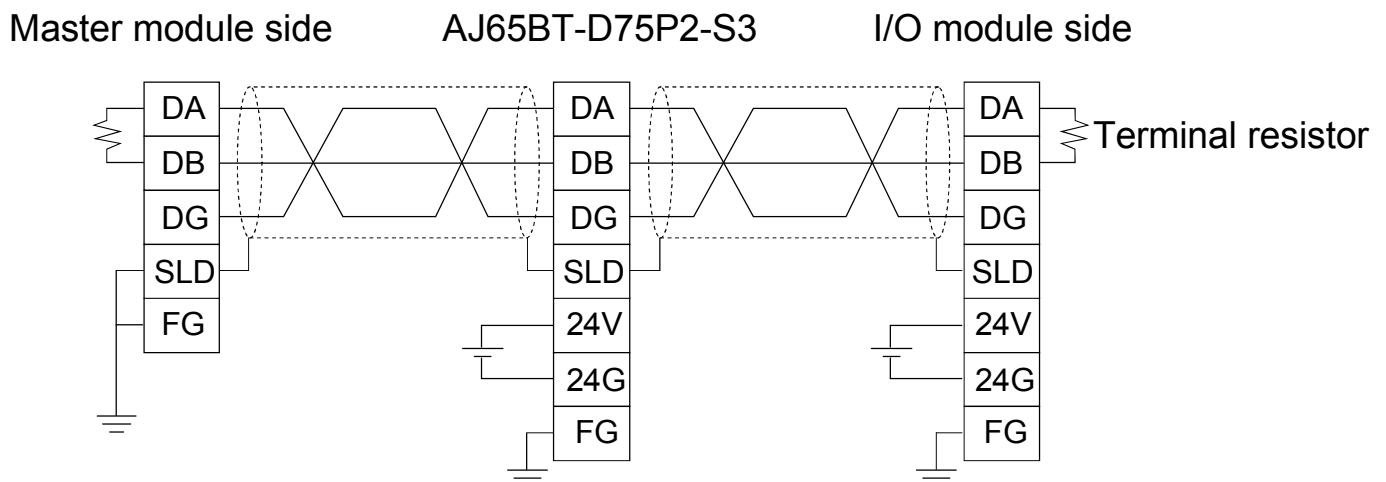 Master module side
AJ65BT-D75P2-S3
I/O module side
DA
DB
DG
SLD
FG
DA
DB
DG
SLD
24V
24G
FG
DA
DB
DG
SLD
24V
24G
FG
Terminal resistor